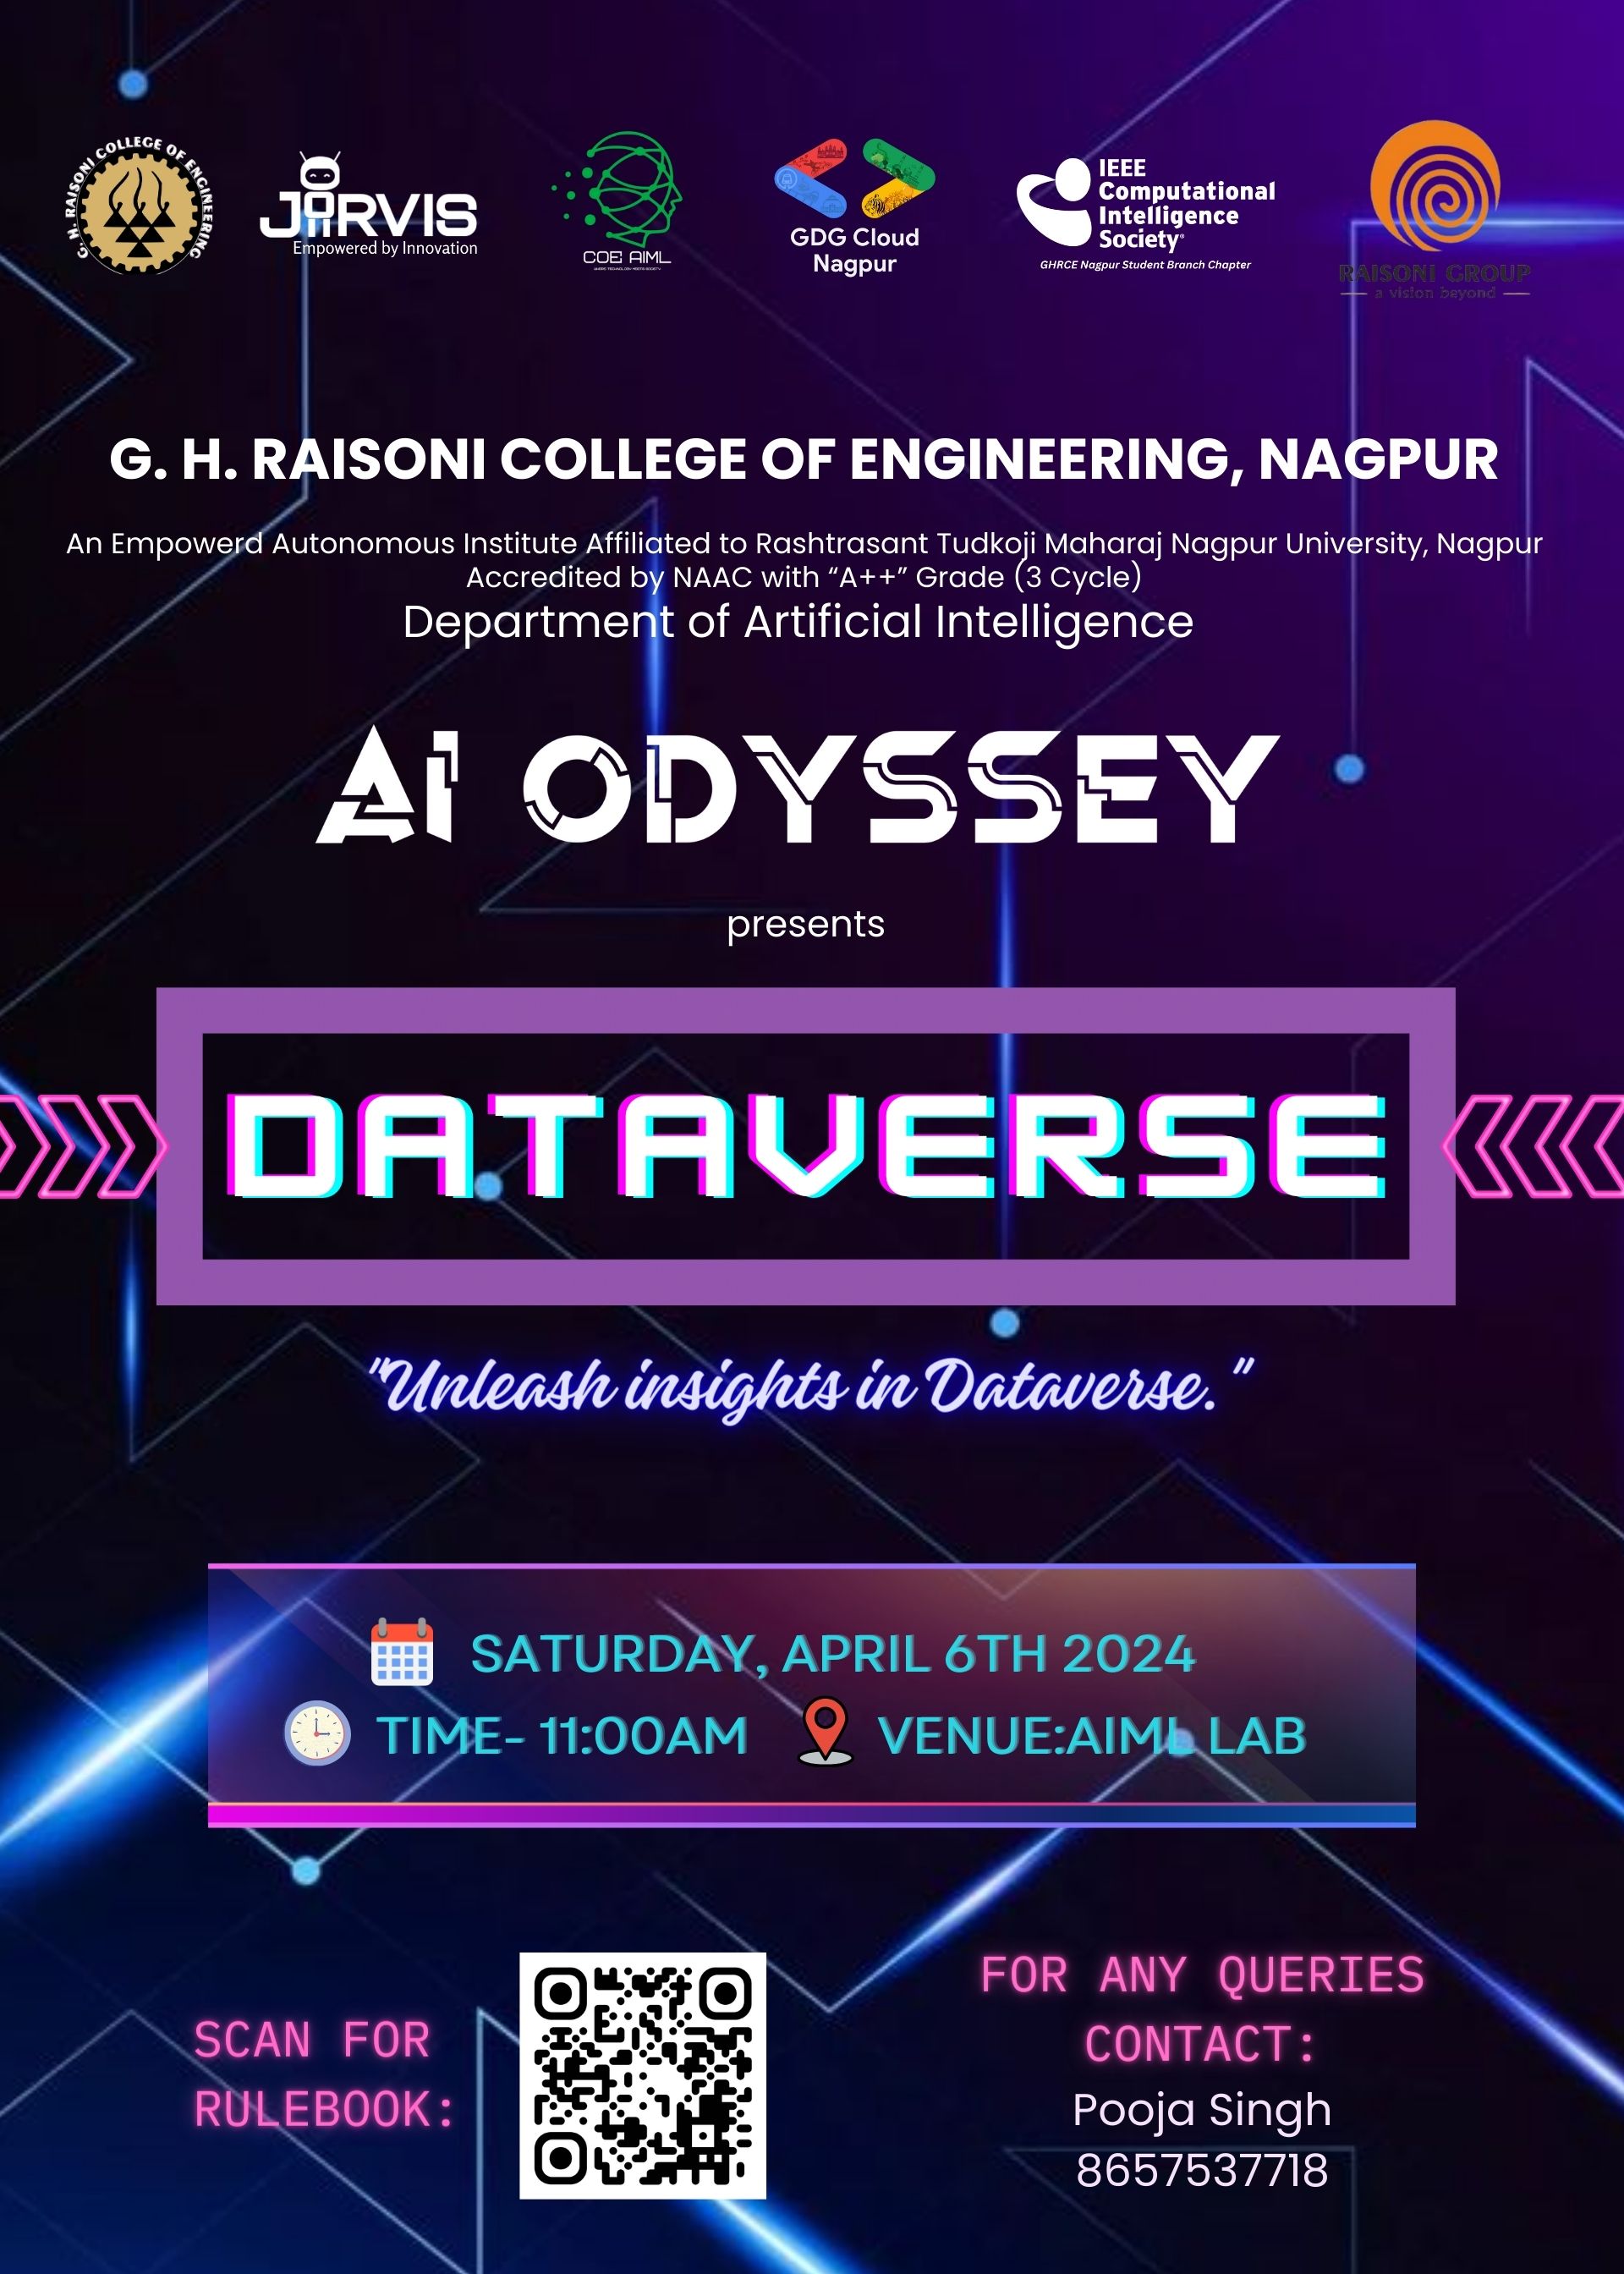 G. H. RAISONI COLLEGE OF ENGINEERING
JIIRVIS
Empowered by Innovation
COE AIML
WHERE TECHNOLOGY MEETS SOCIETY
GDG Cloud
Nagpur
IEEE
Computational
Intelligence
Society
GHRCE Nagpur Student Branch Chapter
RAISONI GROUP
a vision beyond
G. H. RAISONI COLLEGE OF ENGINEERING, NAGPUR
An Empowerd Autonomous Institute Affiliated to Rashtrasant Tudkoji Maharaj Nagpur University, Nagpur
Accredited by NAAC with “A++” Grade (3 Cycle)
Department of Artificial Intelligence
AI ODYSSEY
presents
DATAVERSE
"Unleash insights in Dataverse."
SATURDAY, APRIL 6TH 2024
TIME- 11:00AM VENUE:AIML LAB
SCAN FOR
RULEBOOK:
FOR ANY QUERIES
CONTACT:
Pooja Singh
8657537718